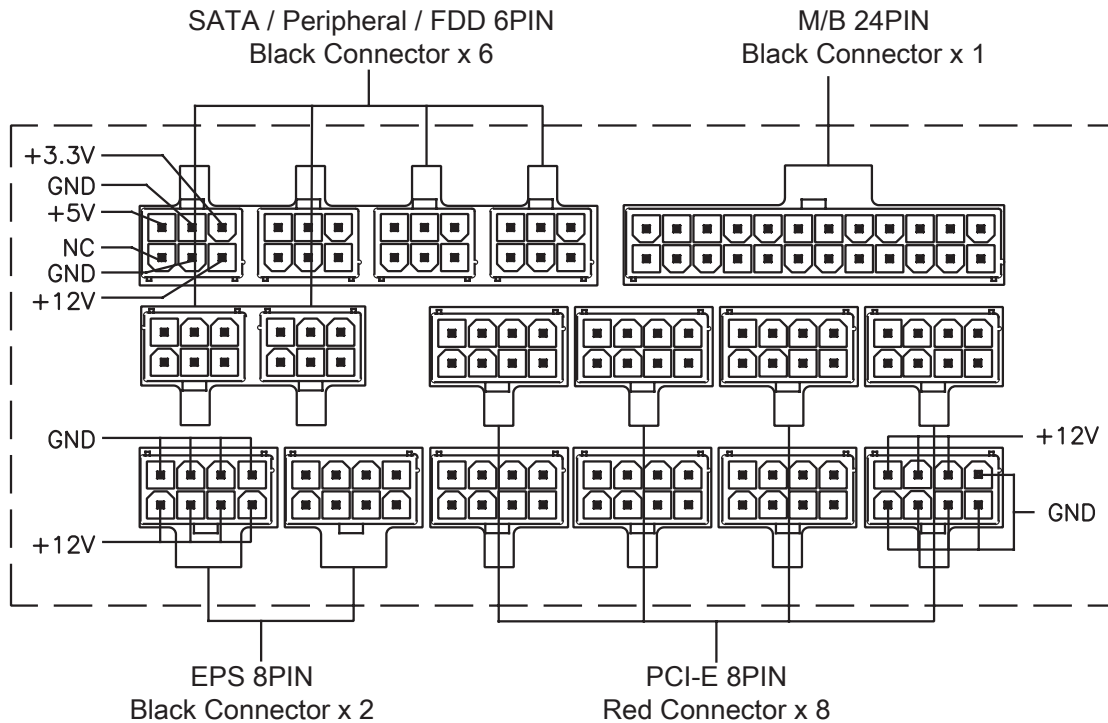 SATA / Peripheral / FDD 6PIN
Black Connector x 6
M/B 24PIN
Black Connector x 1
+3.3V
GND
+5V
NC
GND
+12V
GND
+12V
+12V
GND
EPS 8PIN
Black Connector x 2
PCI-E 8PIN
Red Connector x 8